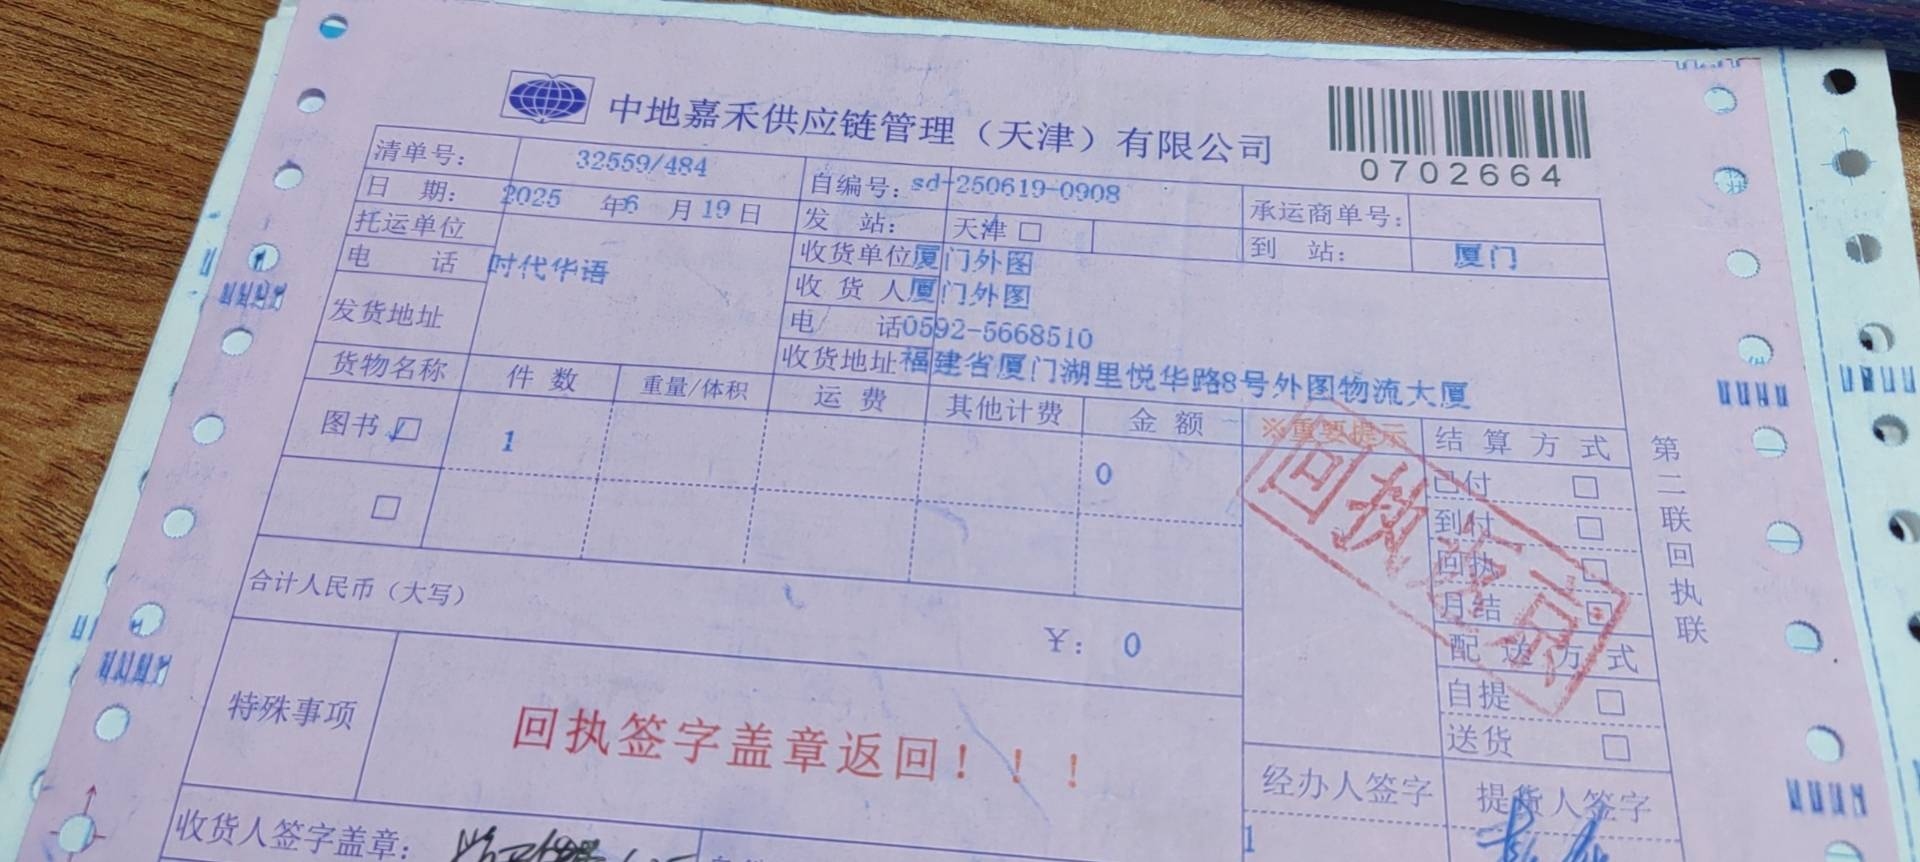 中地嘉禾供应链管理（天津）有限公司
0702664
清单号： 32559/484 自编号：sd-250619-0908 承运商单号：
日 期： 2025 年6 月19日 发 站： 天津□ 到 站： 厦门
托运单位 时代华语 收货单位厦门外图
电 话 收货人厦门外图
发货地址 电 话0592-5668510
收货地址福建省厦门湖里悦华路8号外图物流大厦
货物名称 件数 重量/体积 运费 其他计费 金额 ※重要提示 结算方式
图书 1 0 已付 □
到付 □
□ 回执 □
合计人民币（大写） ￥：0 月结
配送方式
特殊事项 回执签字盖章返回！！！ 自提 □
送货 □
经办人签字 提货人签字
收货人签字盖章： 1
第二联回执联